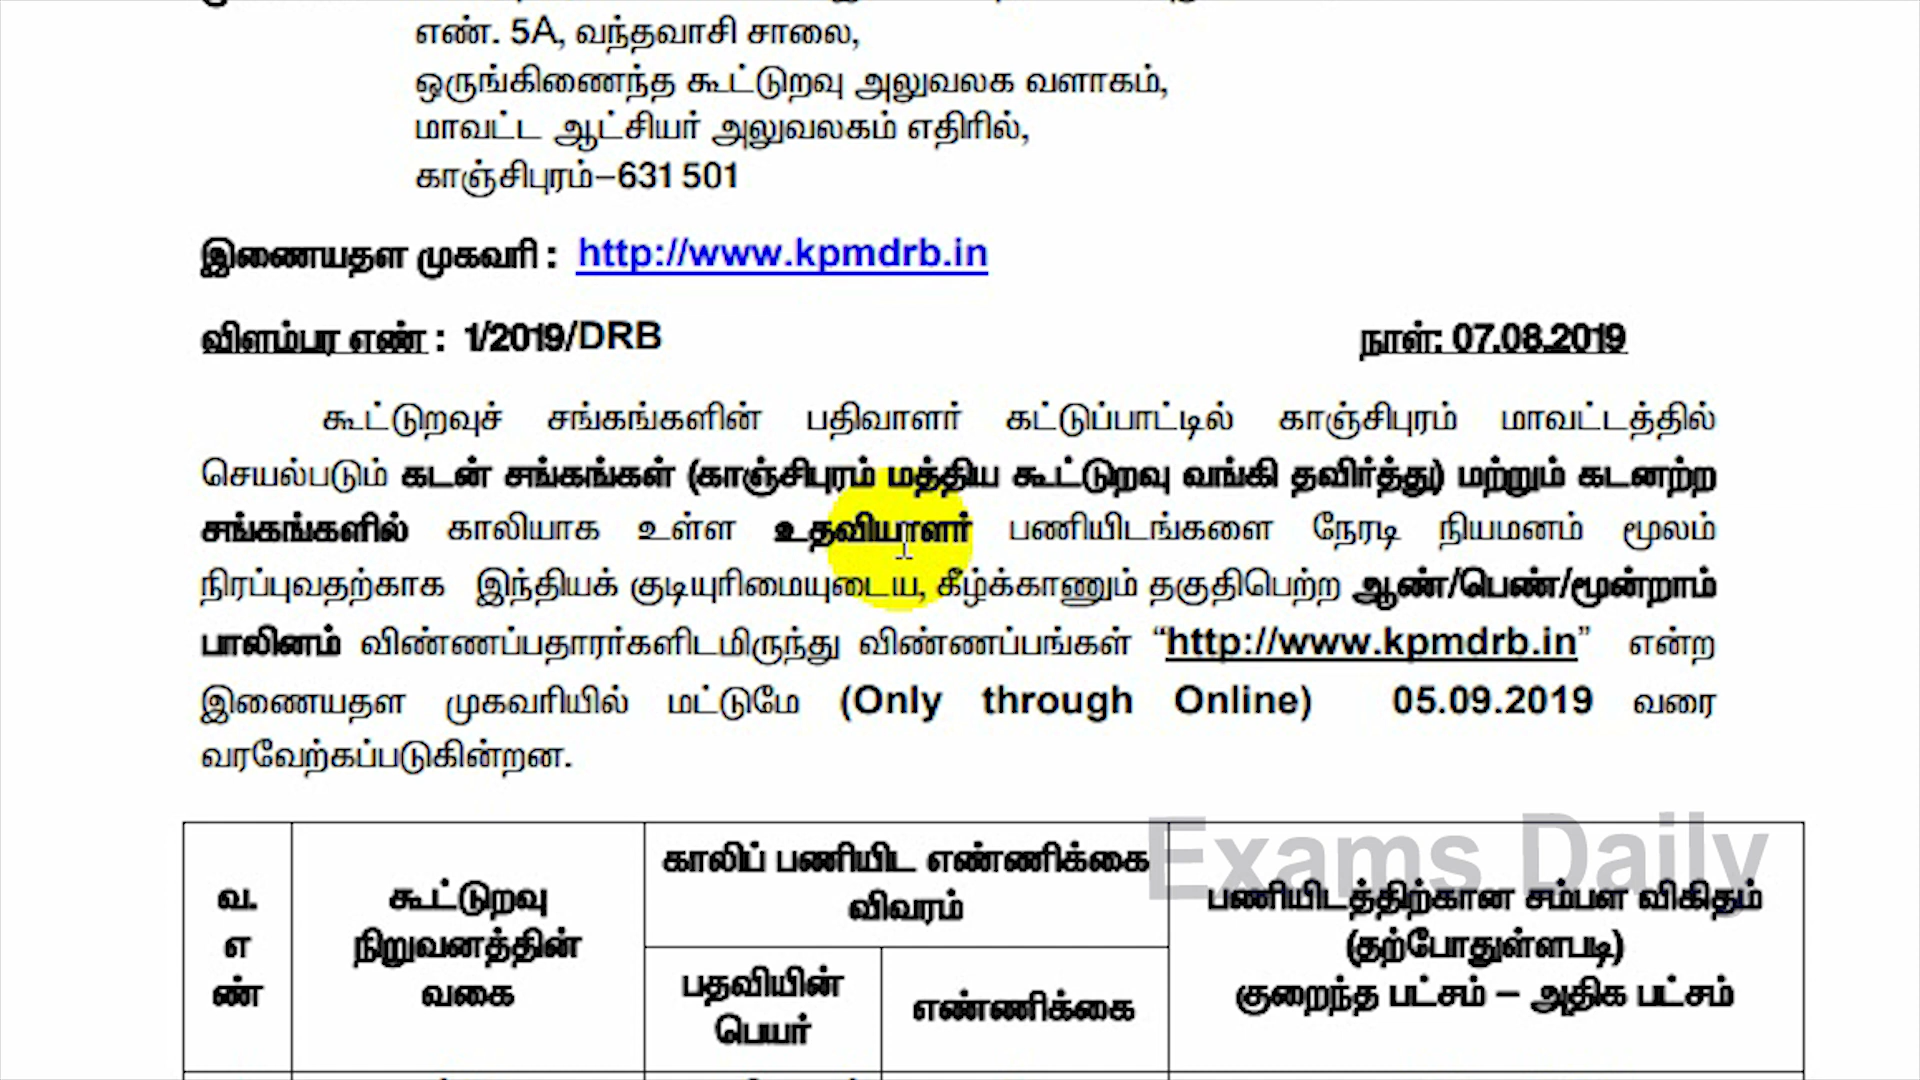 எண். 5A, வந்தவாசி சாலை,
ஒருங்கிணைந்த கூட்டுறவு அலுவலக வளாகம்,
மாவட்ட ஆட்சியர் அலுவலகம் எதிரில்,
காஞ்சிபுரம்–631 501
இணையதள முகவரி : http://www.kpmdrb.in
விளம்பர எண் : 1/2019/DRB நாள்: 07.08.2019
கூட்டுறவுச் சங்கங்களின் பதிவாளர் கட்டுப்பாட்டில் காஞ்சிபுரம் மாவட்டத்தில்
செயல்படும் கடன் சங்கங்கள் (காஞ்சிபுரம் மத்திய கூட்டுறவு வங்கி தவிர்த்து) மற்றும் கடனற்ற
சங்கங்களில் காலியாக உள்ள உதவியாளர் பணியிடங்களை நேரடி நியமனம் மூலம்
நிரப்புவதற்காக இந்தியக் குடியுரிமையுடைய, கீழ்க்காணும் தகுதிபெற்ற ஆண்/பெண்/மூன்றாம்
பாலினம் விண்ணப்பதாரர்களிடமிருந்து விண்ணப்பங்கள் “http://www.kpmdrb.in” என்ற
இணையதள முகவரியில் மட்டுமே (Only through Online) 05.09.2019 வரை
வரவேற்கப்படுகின்றன.
Exams Daily
வ.
எ
ண்
கூட்டுறவு
நிறுவனத்தின்
வகை
காலிப் பணியிட எண்ணிக்கை
விவரம்
பதவியின்
பெயர்
எண்ணிக்கை
பணியிடத்திற்கான சம்பள விகிதம்
(தற்போதுள்ளபடி)
குறைந்த பட்சம் – அதிக பட்சம்